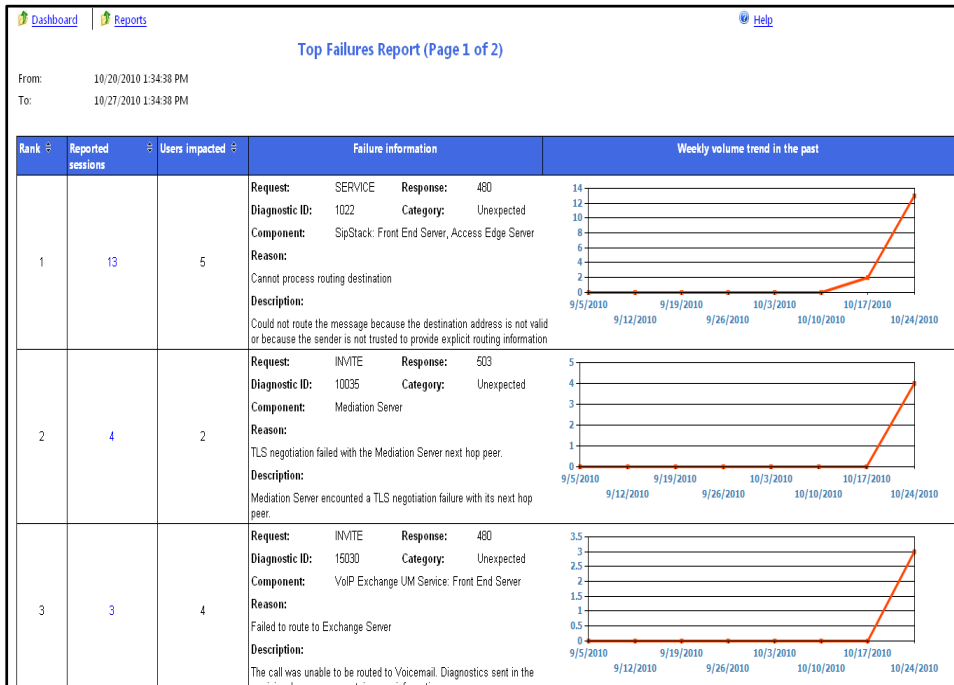 Dashboard Reports Help
Top Failures Report (Page 1 of 2)
From: 10/20/2010 1:34:38 PM
To: 10/27/2010 1:34:38 PM
Rank Reported sessions Users impacted Failure information Weekly volume trend in the past
1 13 5
Request: SERVICE Response: 480
Diagnostic ID: 1022 Category: Unexpected
Component: SipStack: Front End Server, Access Edge Server
Reason:
Cannot process routing destination
Description:
Could not route the message because the destination address is not valid
or because the sender is not trusted to provide explicit routing information
14
12
10
8
6
4
2
0
9/5/2010 9/19/2010 10/3/2010 10/17/2010
9/12/2010 9/26/2010 10/10/2010 10/24/2010
2 4 2
Request: INVITE Response: 503
Diagnostic ID: 10035 Category: Unexpected
Component: Mediation Server
Reason:
TLS negotiation failed with the Mediation Server next hop peer.
Description:
Mediation Server encounted a TLS negotiation failure with its next hop
peer.
5
4
3
2
1
0
9/5/2010 9/19/2010 10/3/2010 10/17/2010
9/12/2010 9/26/2010 10/10/2010 10/24/2010
3 3 4
Request: INVITE Response: 480
Diagnostic ID: 15030 Category: Unexpected
Component: VoIP Exchange UM Service: Front End Server
Reason:
Failed to route to Exchange Server
Description:
The call was unable to be routed to Voicemail. Diagnostics sent in the
3.5
3
2.5
2
1.5
1
0.5
0
9/5/2010 9/19/2010 10/3/2010 10/17/2010
9/12/2010 9/26/2010 10/10/2010 10/24/2010